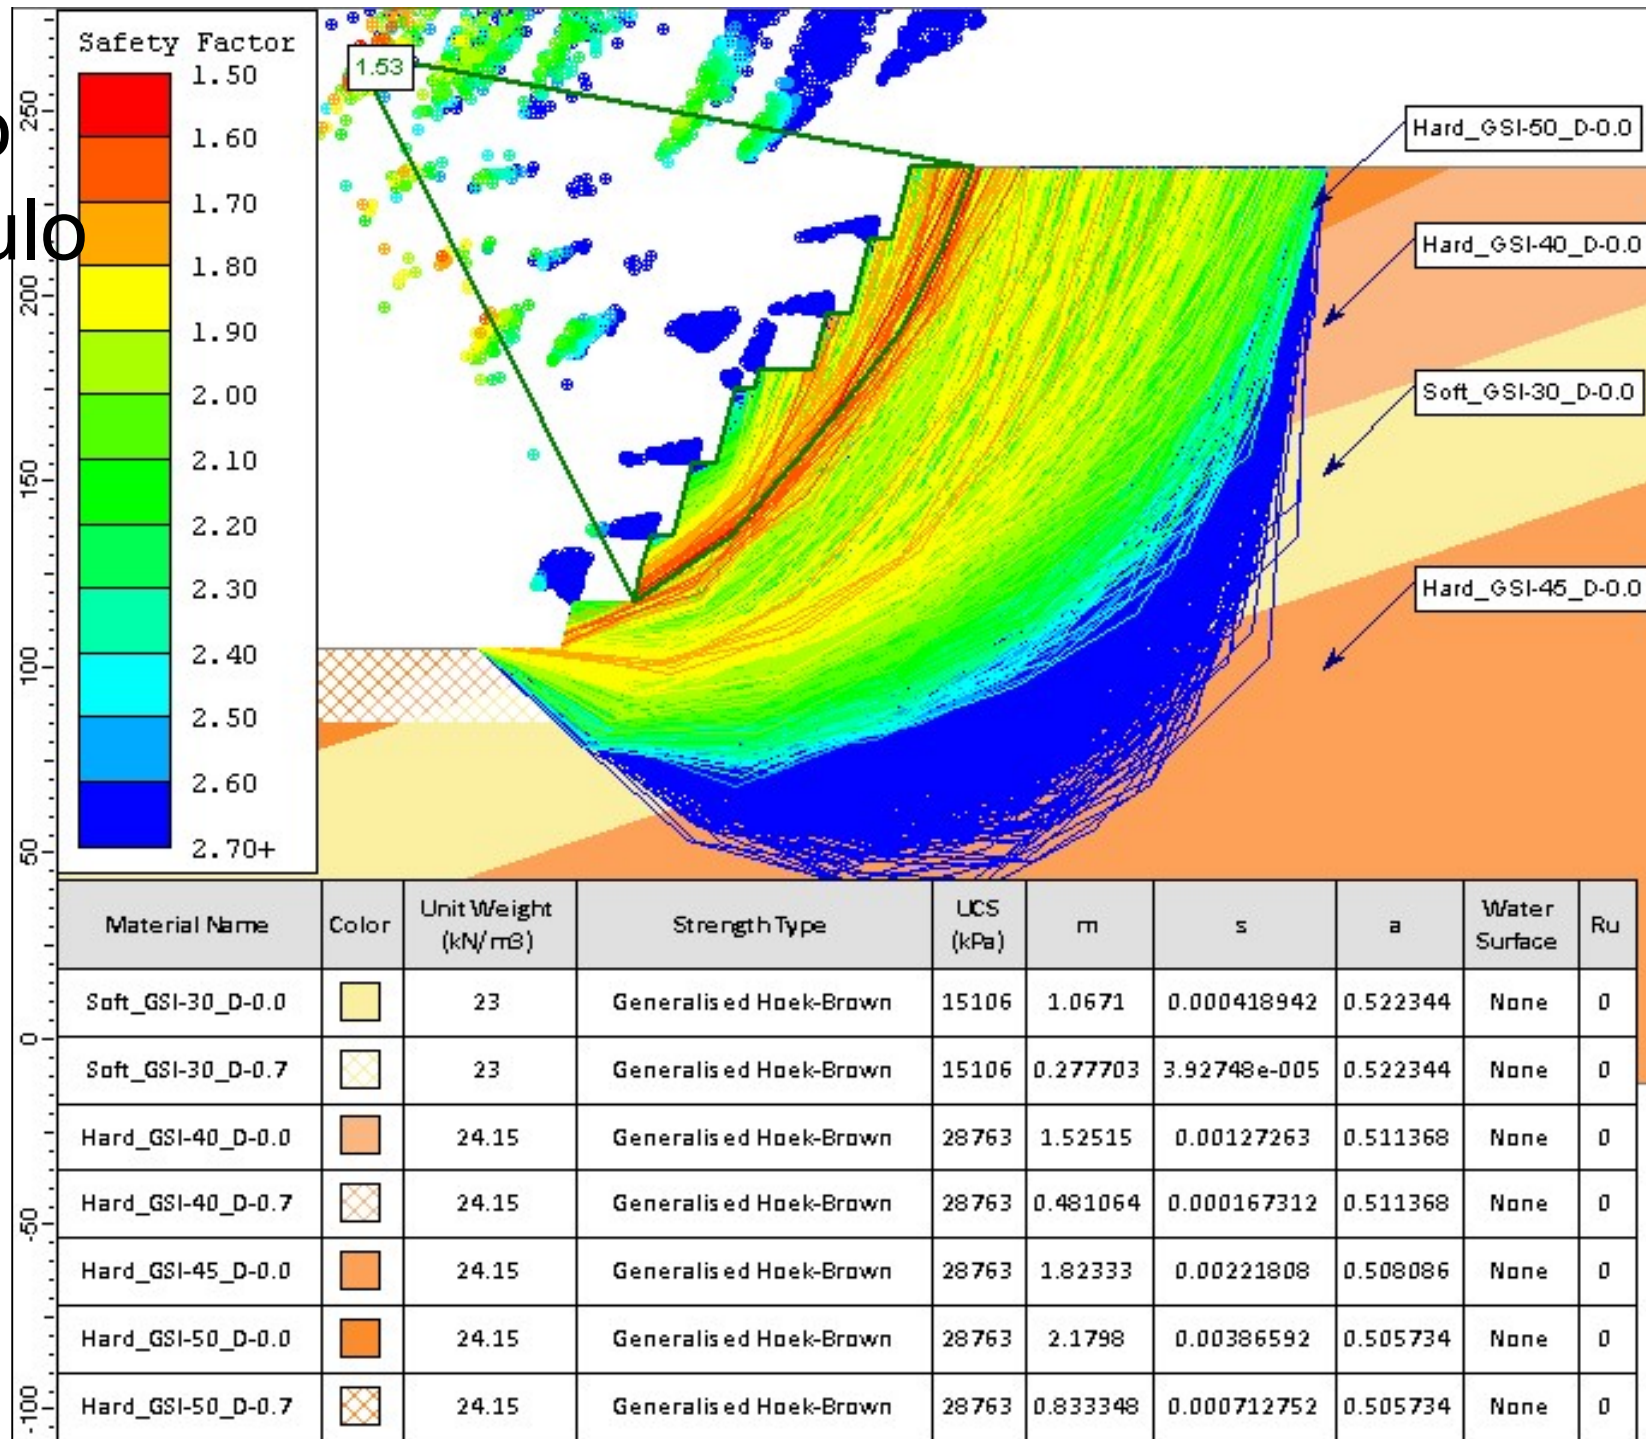 Safety Factor
1.50
1.60
1.70
1.80
1.90
2.00
2.10
2.20
2.30
2.40
2.50
2.60
2.70+
ulo
250
200
150
100
50
0
-50
-100
1.53
Hard_GSI-50_D-0.0
Hard_GSI-40_D-0.0
Soft_GSI-30_D-0.0
Hard_GSI-45_D-0.0
Material Name Color Unit Weight (kN/m3) Strength Type UCS (kPa) m s a Water Surface Ru
Soft_GSI-30_D-0.0 23 Generalised Hoek-Brown 15106 1.0671 0.000418942 0.522344 None 0
Soft_GSI-30_D-0.7 23 Generalised Hoek-Brown 15106 0.277703 3.92748e-005 0.522344 None 0
Hard_GSI-40_D-0.0 24.15 Generalised Hoek-Brown 28763 1.52515 0.00127263 0.511368 None 0
Hard_GSI-40_D-0.7 24.15 Generalised Hoek-Brown 28763 0.481064 0.000167312 0.511368 None 0
Hard_GSI-45_D-0.0 24.15 Generalised Hoek-Brown 28763 1.82333 0.00221808 0.508086 None 0
Hard_GSI-50_D-0.0 24.15 Generalised Hoek-Brown 28763 2.1798 0.00386592 0.505734 None 0
Hard_GSI-50_D-0.7 24.15 Generalised Hoek-Brown 28763 0.833348 0.000712752 0.505734 None 0